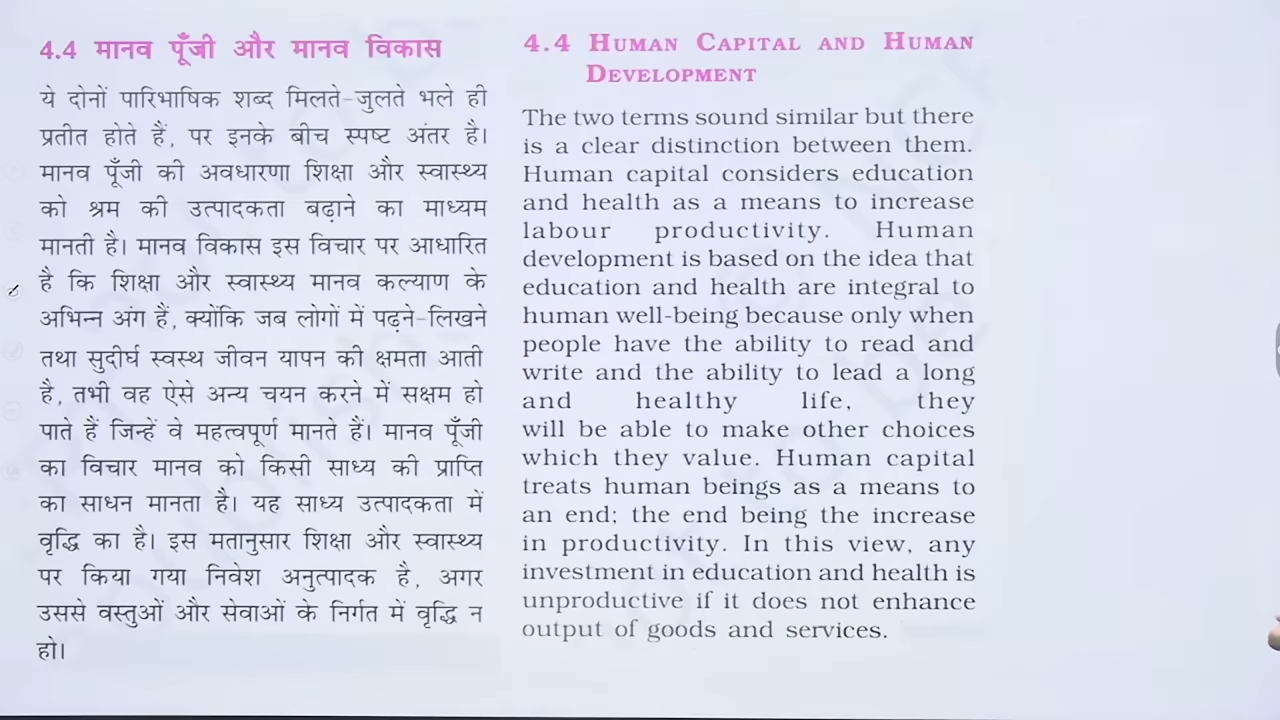 4.4 मानव पूँजी और मानव विकास
ये दोनों पारिभाषिक शब्द मिलते-जुलते भले ही
प्रतीत होते हैं, पर इनके बीच स्पष्ट अंतर है।
मानव पूँजी की अवधारणा शिक्षा और स्वास्थ्य
को श्रम की उत्पादकता बढ़ाने का माध्यम
मानती है। मानव विकास इस विचार पर आधारित
है कि शिक्षा और स्वास्थ्य मानव कल्याण के
अभिन्न अंग हैं, क्योंकि जब लोगों में पढ़ने-लिखने
तथा सुदीर्घ स्वस्थ जीवन यापन की क्षमता आती
है, तभी वह ऐसे अन्य चयन करने में सक्षम हो
पाते हैं जिन्हें वे महत्वपूर्ण मानते हैं। मानव पूँजी
का विचार मानव को किसी साध्य की प्राप्ति
का साधन मानता है। यह साध्य उत्पादकता में
वृद्धि का है। इस मतानुसार शिक्षा और स्वास्थ्य
पर किया गया निवेश अनुत्पादक है, अगर
उससे वस्तुओं और सेवाओं के निर्गत में वृद्धि न
हो।
4.4 HUMAN CAPITAL AND HUMAN
DEVELOPMENT
The two terms sound similar but there
is a clear distinction between them.
Human capital considers education
and health as a means to increase
labour productivity. Human
development is based on the idea that
education and health are integral to
human well-being because only when
people have the ability to read and
write and the ability to lead a long
and healthy life, they
will be able to make other choices
which they value. Human capital
treats human beings as a means to
an end; the end being the increase
in productivity. In this view, any
investment in education and health is
unproductive if it does not enhance
output of goods and services.